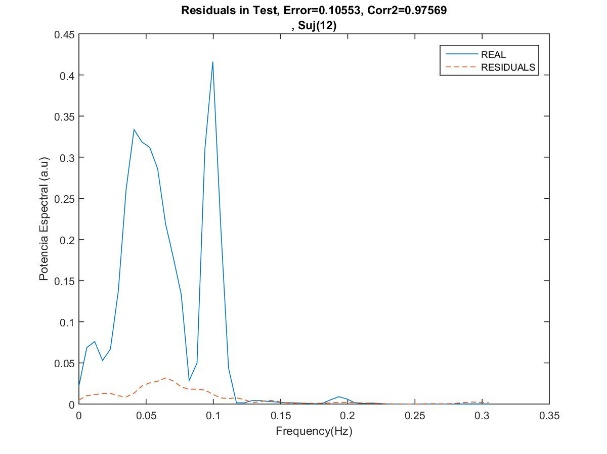 Residuals in Test, Error=0.10553, Corr2=0.97569
, Suj(12)
REAL
RESIDUALS
Potencia Espectral (a.u)
0.45
0.4
0.35
0.3
0.25
0.2
0.15
0.1
0.05
0
0 0.05 0.1 0.15 0.2 0.25 0.3 0.35
Frequency(Hz)